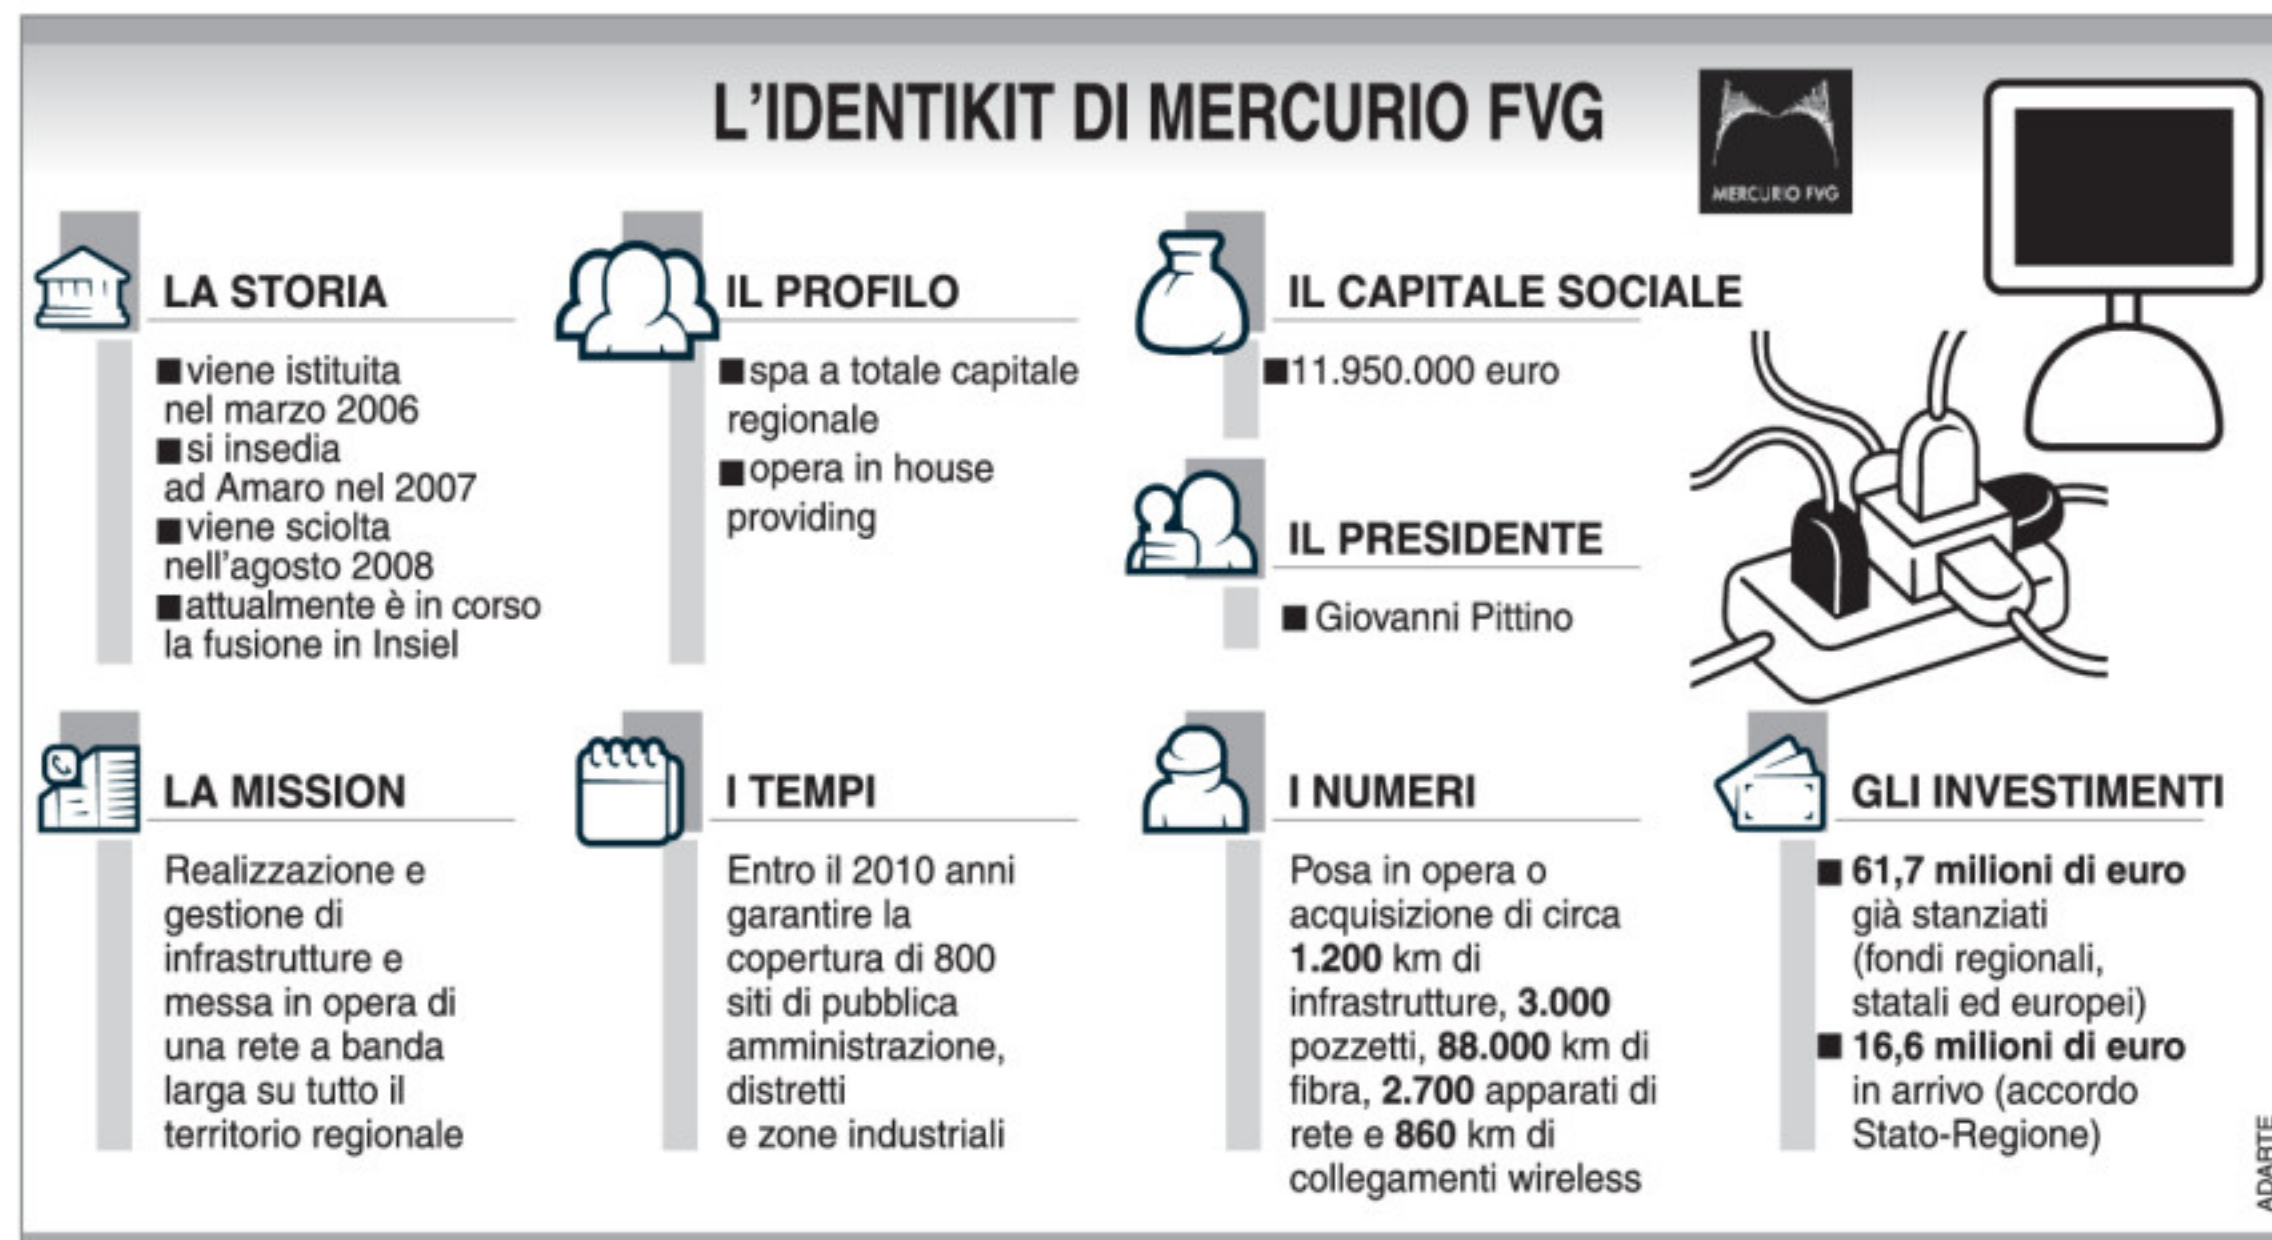 L'IDENTIKIT DI MERCURIO FVG
MERCURIO FVG
LA STORIA
■ viene istituita
nel marzo 2006
■ si insedia
ad Amaro nel 2007
■ viene sciolta
nell'agosto 2008
■ attualmente è in corso
la fusione in Insiel
IL PROFILO
■ spa a totale capitale
regionale
■ opera in house
providing
IL CAPITALE SOCIALE
■ 11.950.000 euro
IL PRESIDENTE
■ Giovanni Pittino
LA MISSION
Realizzazione e
gestione di
infrastrutture e
messa in opera di
una rete a banda
larga su tutto il
territorio regionale
I TEMPI
Entro il 2010 anni
garantire la
copertura di 800
siti di pubblica
amministrazione,
distretti
e zone industriali
I NUMERI
Posa in opera o
acquisizione di circa
1.200 km di
infrastrutture, 3.000
pozzetti, 88.000 km di
fibra, 2.700 apparati di
rete e 860 km di
collegamenti wireless
GLI INVESTIMENTI
■ 61,7 milioni di euro
già stanziati
(fondi regionali,
statali ed europei)
■ 16,6 milioni di euro
in arrivo (accordo
Stato-Regione)
ADARTE